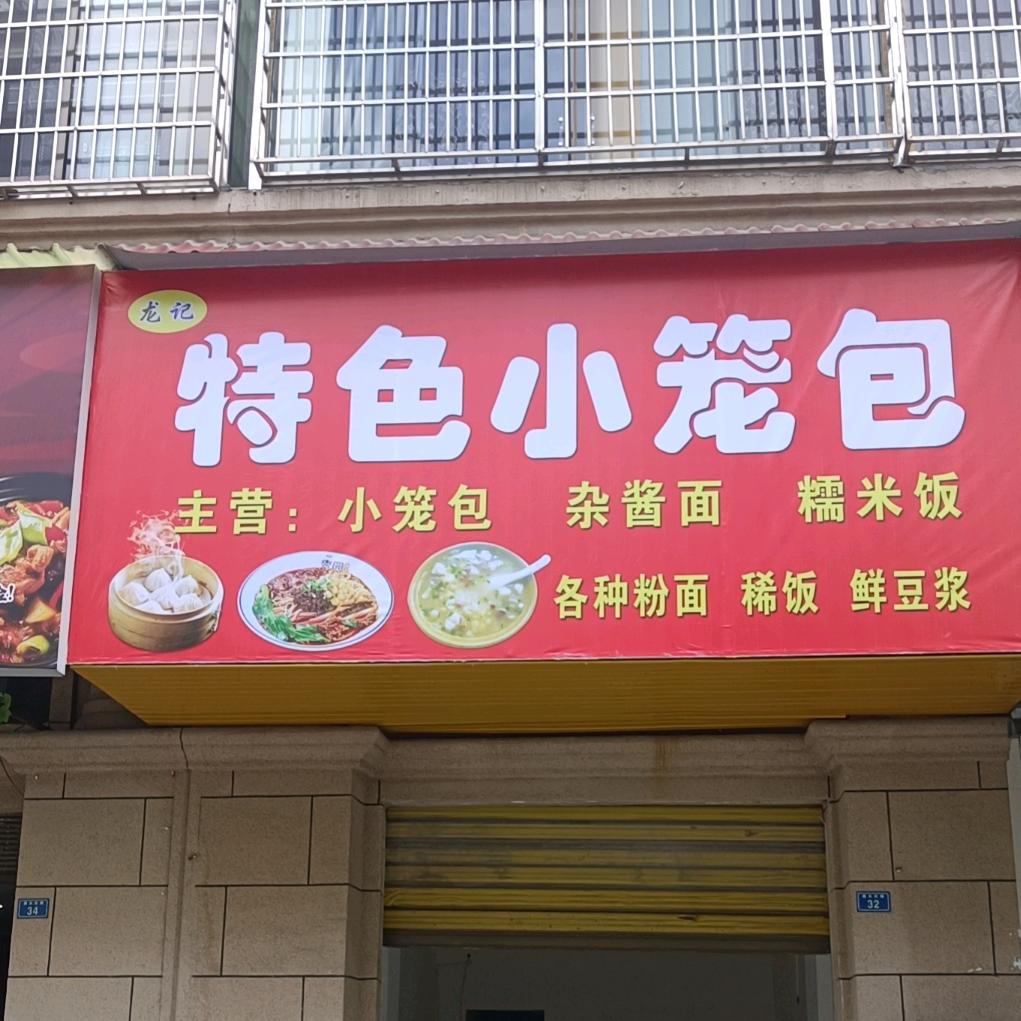 龙记
特色小笼包
主营： 小笼包 杂酱面 糯米饭
各种粉面 稀饭 鲜豆浆
34
32